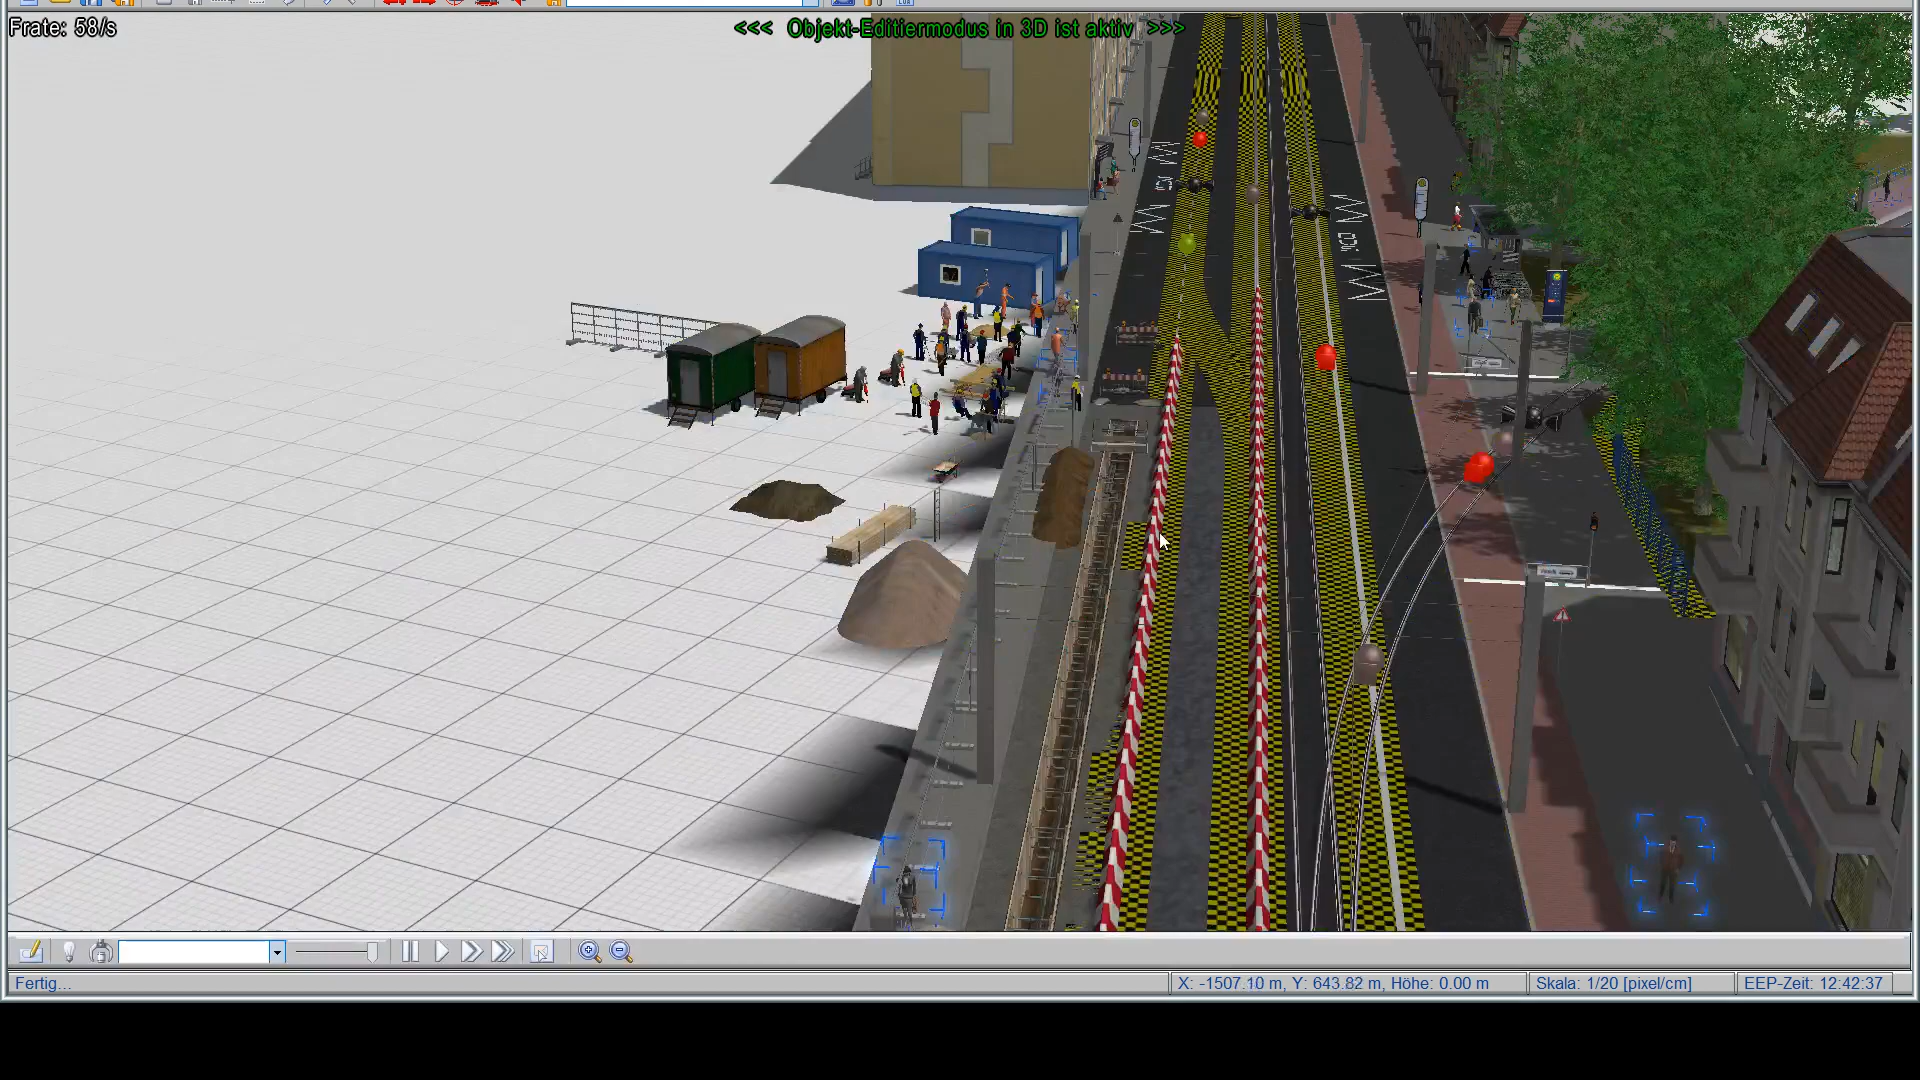 Frate: 58/s
<<< Objekt-Editiermodus in 3D ist aktiv >>>
Fertig...
X: -1507.10 m, Y: 643.82 m, Höhe: 0.00 m
Skala: 1/20 [pixel/cm]
EEP-Zeit: 12:42:37